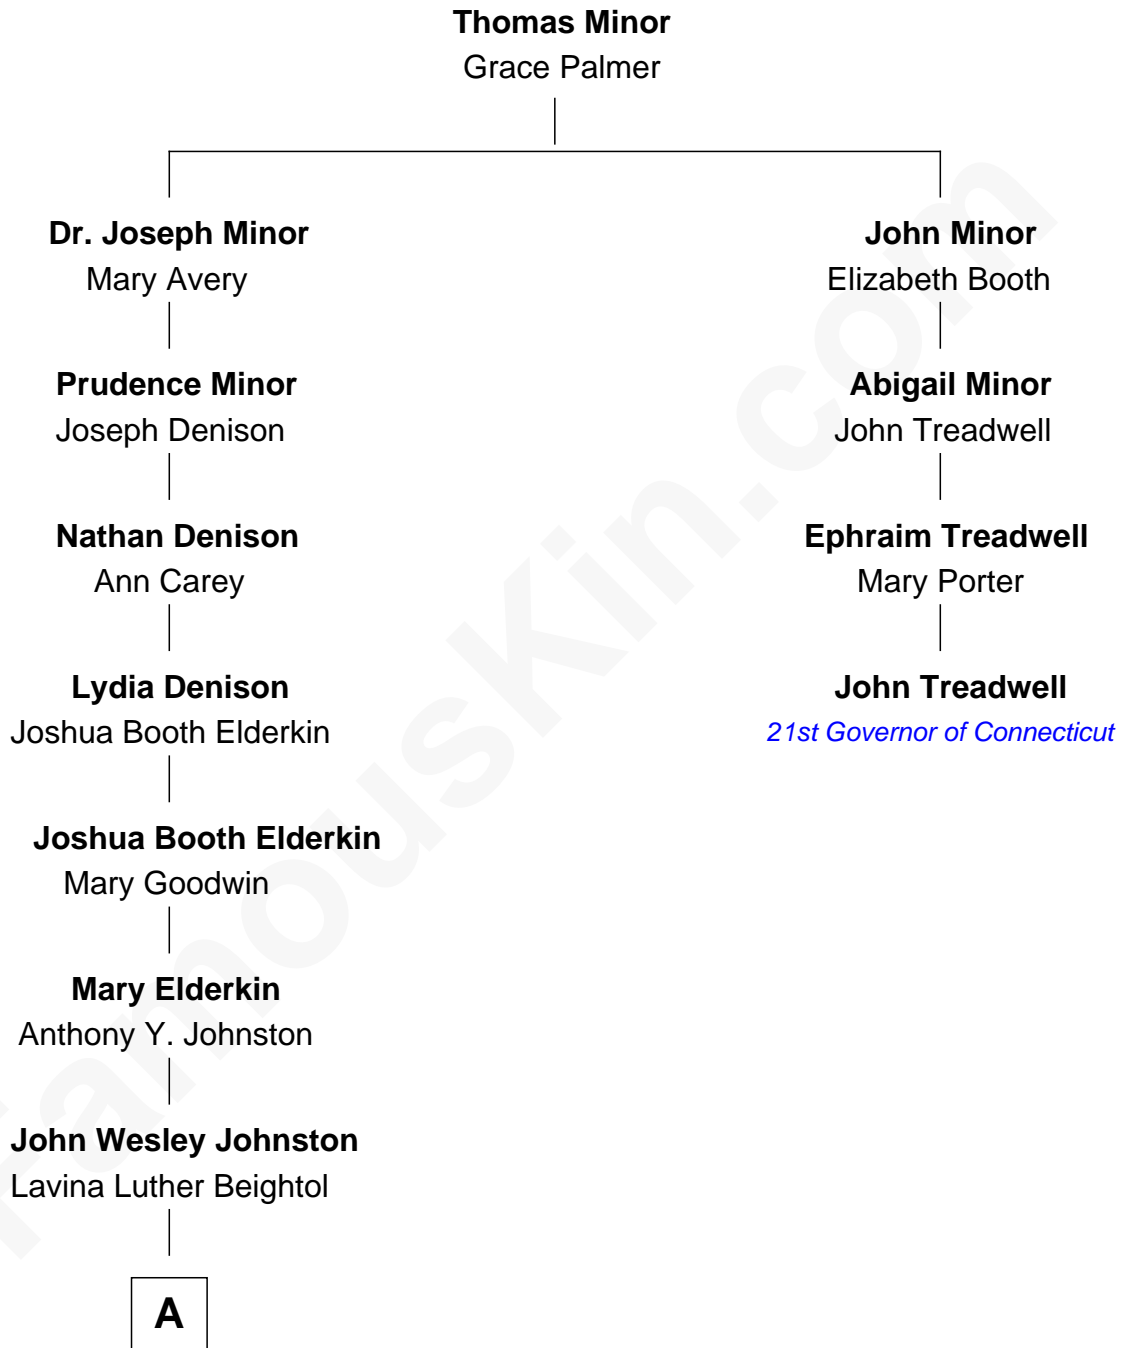 Thomas Minor
Grace Palmer
Dr. Joseph Minor
Mary Avery
Prudence Minor
Joseph Denison
Nathan Denison
Ann Carey
Lydia Denison
Joshua Booth Elderkin
Joshua Booth Elderkin
Mary Goodwin
Mary Elderkin
Anthony Y. Johnston
John Wesley Johnston
Lavina Luther Beightol
A
John Minor
Elizabeth Booth
Abigail Minor
John Treadwell
Ephraim Treadwell
Mary Porter
John Treadwell
21st Governor of Connecticut
FamousKin.com